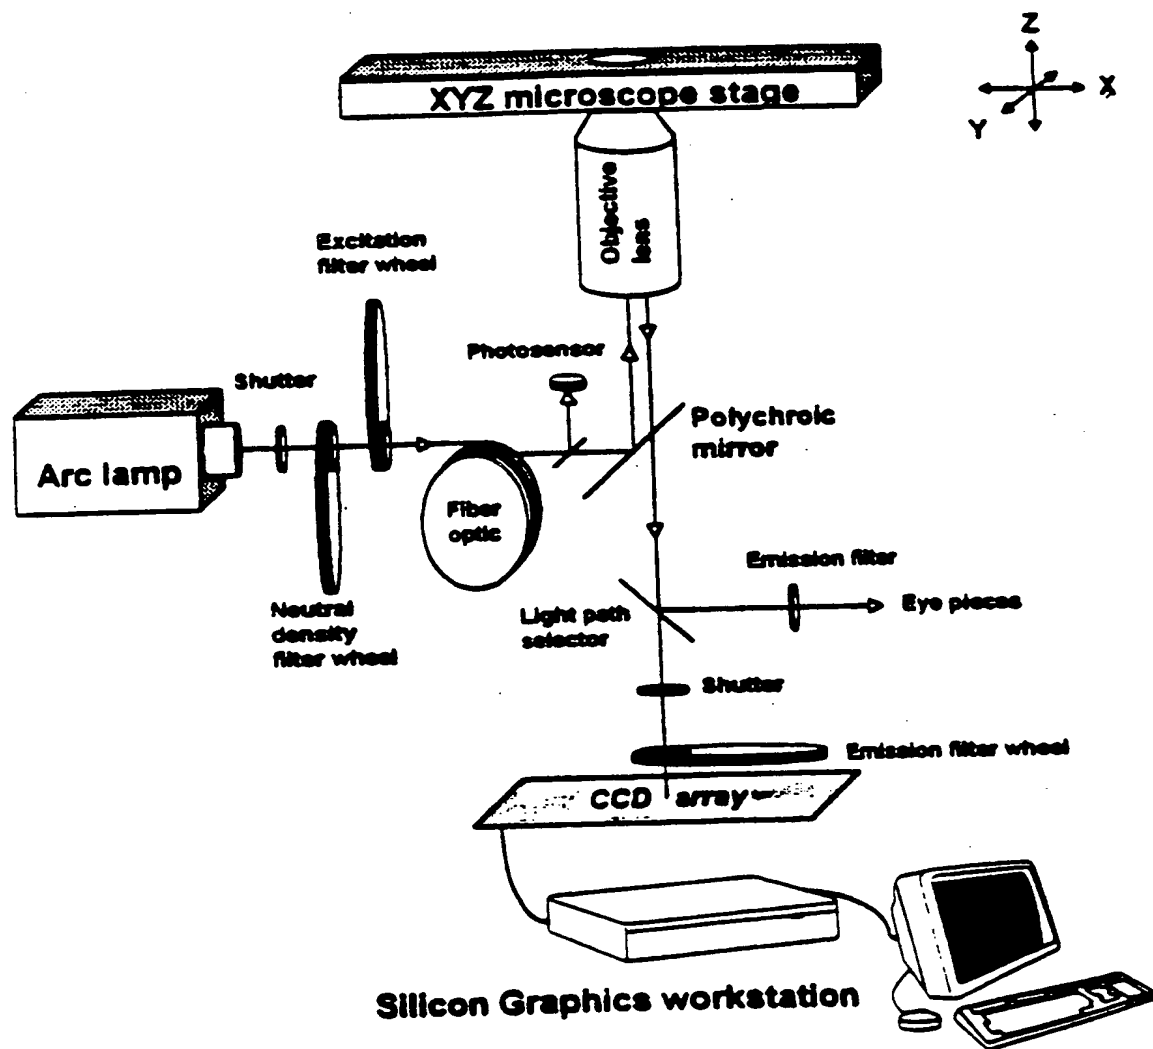 Z
X
Y
XYZ microscope stage
Objective
lens
Excitation
filter wheel
Photosensor
Shutter
Polychroic
mirror
Arc lamp
Fiber
optic
Emission filter
Neutral
density
filter wheel
Light path
selector
Eye pieces
Shutter
Emission filter wheel
CCD array
Silicon Graphics workstation